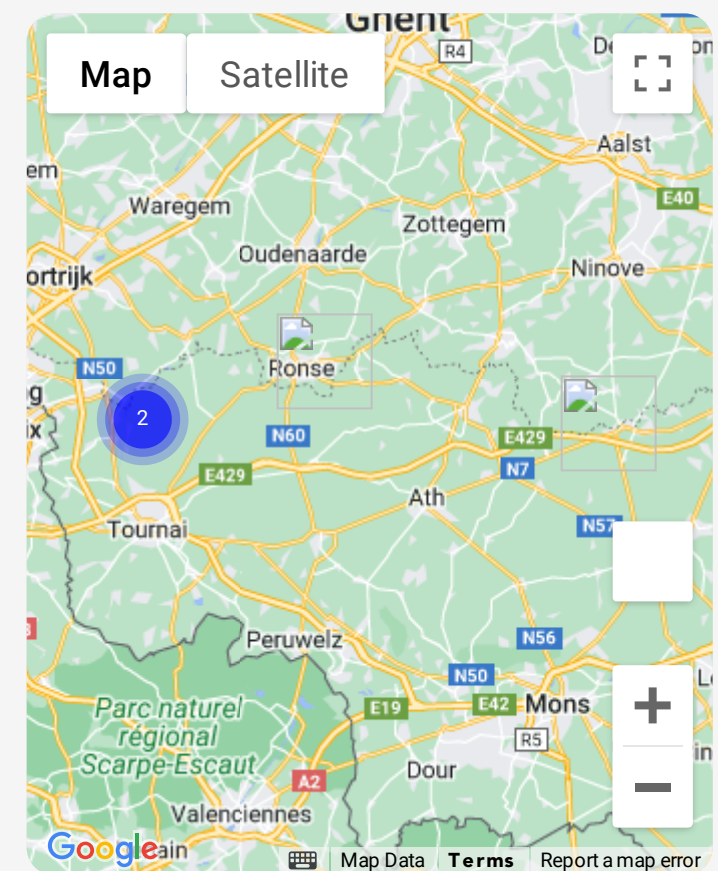 Ghent
R4
Map
Satellite
Aalst
em
E40
Waregem
Zottegem
Oudenaarde
Ninove
ortrijk
Ronse
N50
g
x
2
N60
E429
E429
N7
Ath
N57
Tournai
Peruwelz
N56
N50
E19
E42
Mons
R5
Parc naturel
régional
Scarpe-Escaut
A2
Dour
in
Valenciennes
Google
ain
Map Data
Terms
Report a map error